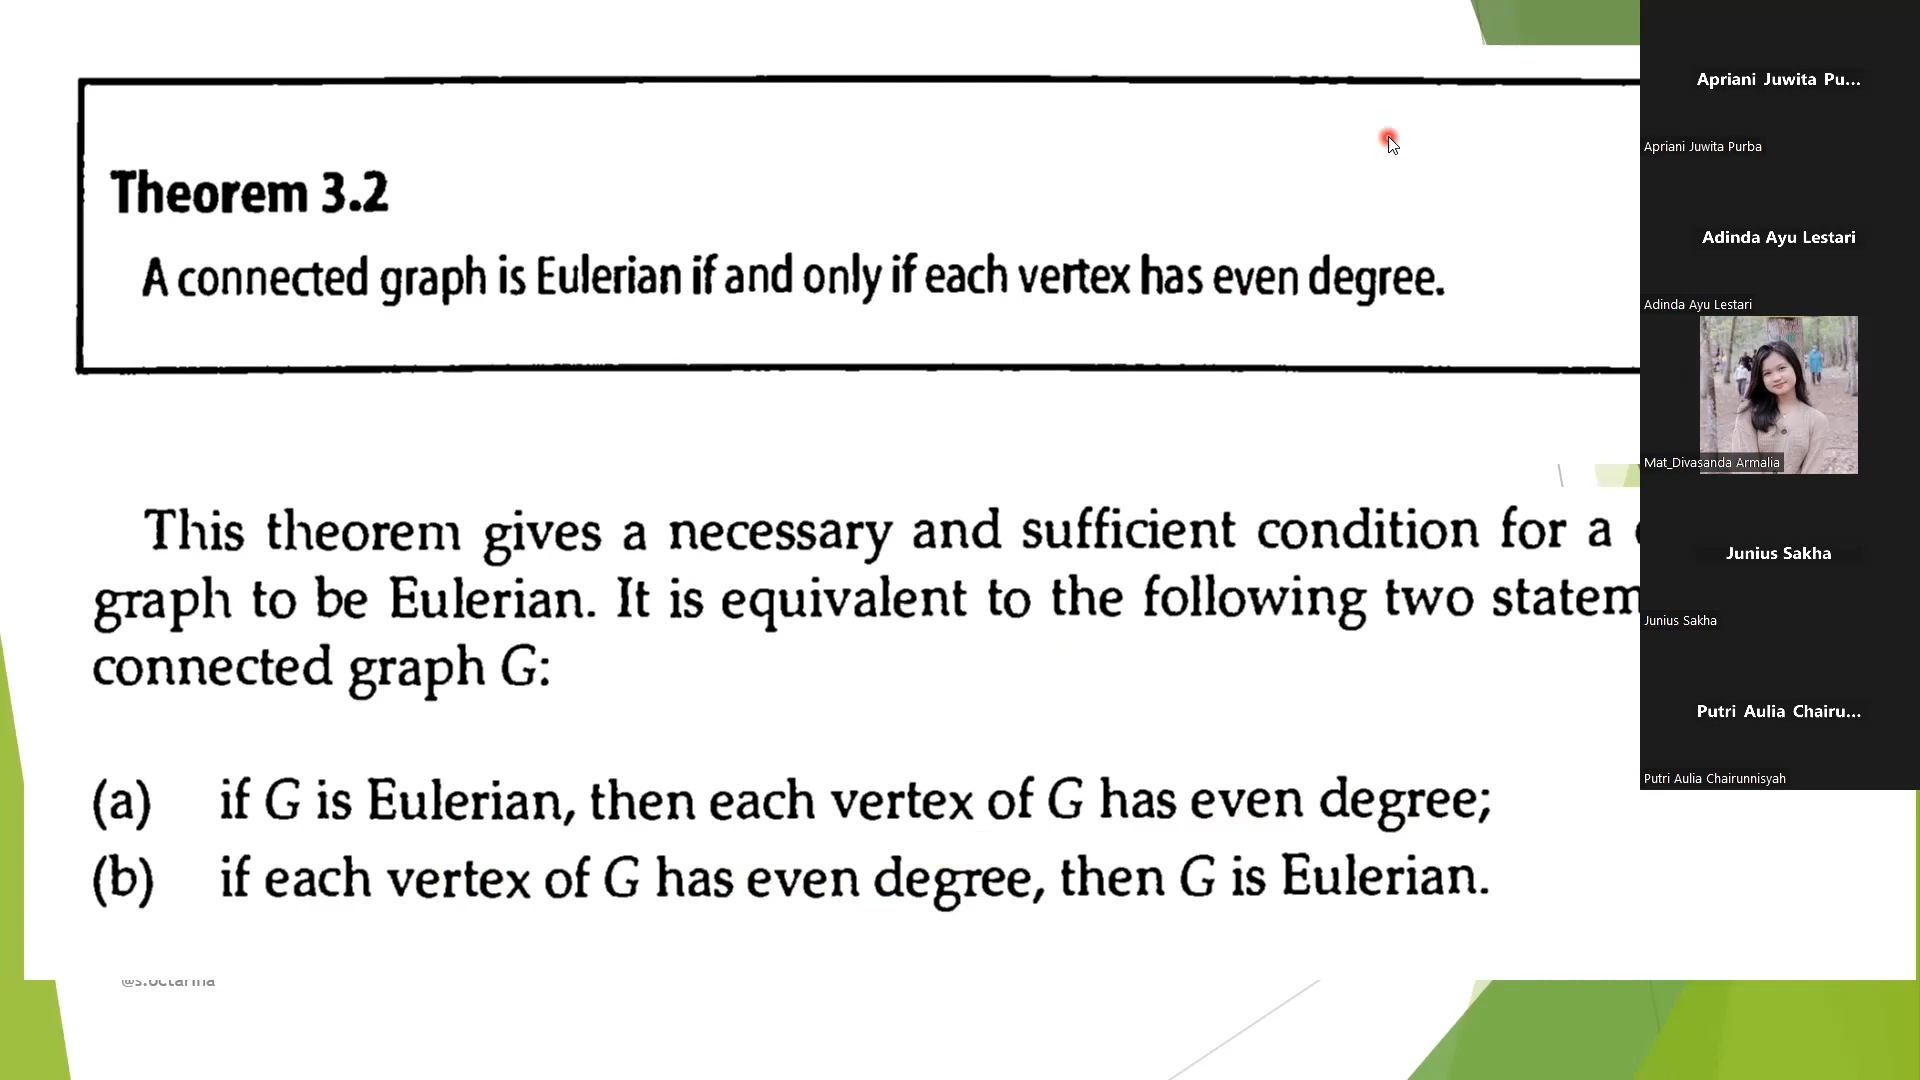 Theorem 3.2
A connected graph is Eulerian if and only if each vertex has even degree.
This theorem gives a necessary and sufficient condition for a
graph to be Eulerian. It is equivalent to the following two statem
connected graph G:
(a) if G is Eulerian, then each vertex of G has even degree;
(b) if each vertex of G has even degree, then G is Eulerian.
@s.octarina
Apriani Juwita Pu...
Apriani Juwita Purba
Adinda Ayu Lestari
Adinda Ayu Lestari
Mat_Divasanda Armalia
Junius Sakha
Junius Sakha
Putri Aulia Chairu...
Putri Aulia Chairunnisyah